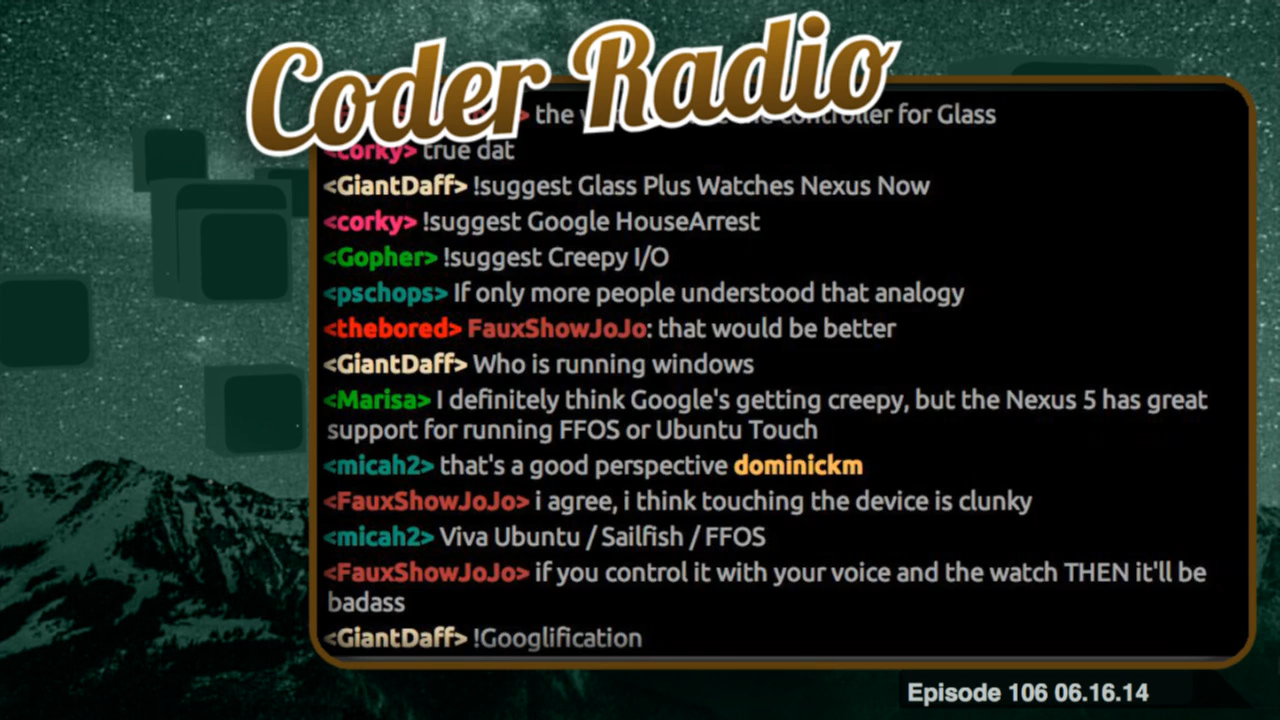 Coder Radio
> the controller for Glass
<corky> true dat
<GiantDaff> !suggest Glass Plus Watches Nexus Now
<corky> !suggest Google HouseArrest
<Gopher> !suggest Creepy I/O
<pschops> If only more people understood that analogy
<thebored> FauxShowJoJo: that would be better
<GiantDaff> Who is running windows
<Marisa> I definitely think Google's getting creepy, but the Nexus 5 has great
support for running FFOS or Ubuntu Touch
<micah2> that's a good perspective dominickm
<FauxShowJoJo> i agree, i think touching the device is clunky
<micah2> Viva Ubuntu / Sailfish / FFOS
<FauxShowJoJo> if you control it with your voice and the watch THEN it'll be
badass
<GiantDaff> !Googlification
Episode 106 06.16.14